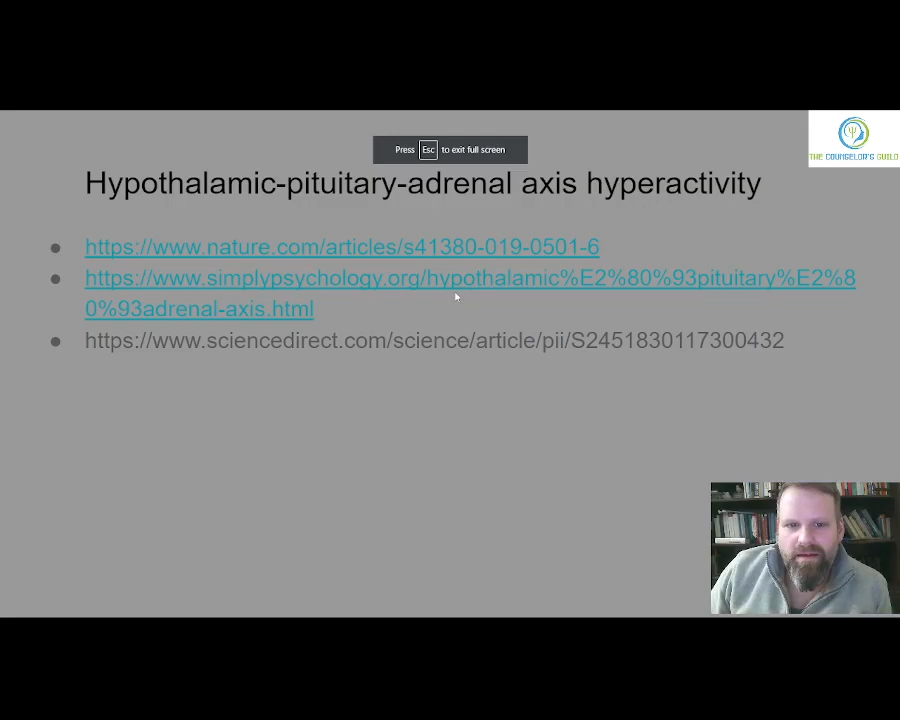 THE COUNSELOR'S GUILD
Press Esc to exit full screen
Hypothalamic-pituitary-adrenal axis hyperactivity
https://www.nature.com/articles/s41380-019-0501-6
https://www.simplypsychology.org/hypothalamic%E2%80%93pituitary%E2%8
0%93adrenal-axis.html
https://www.sciencedirect.com/science/article/pii/S2451830117300432